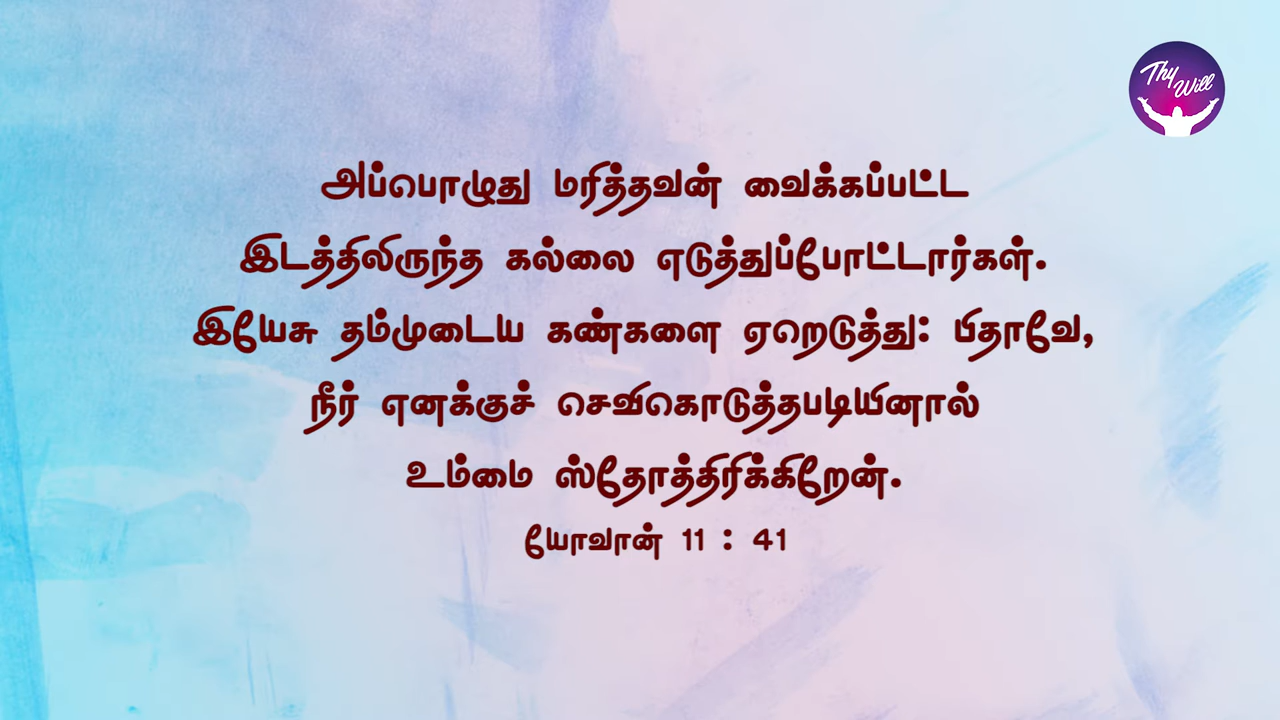 Thy Will
அப்பொழுது மரித்தவன் வைக்கப்பட்ட
இடத்திலிருந்த கல்லை எடுத்துப்போட்டார்கள்.
இயேசு தம்முடைய கண்களை ஏறெடுத்து: பிதாவே,
நீர் எனக்குச் செவிகொடுத்தபடியினால்
உம்மை ஸ்தோத்திரிக்கிறேன்.
யோவான் 11 : 41